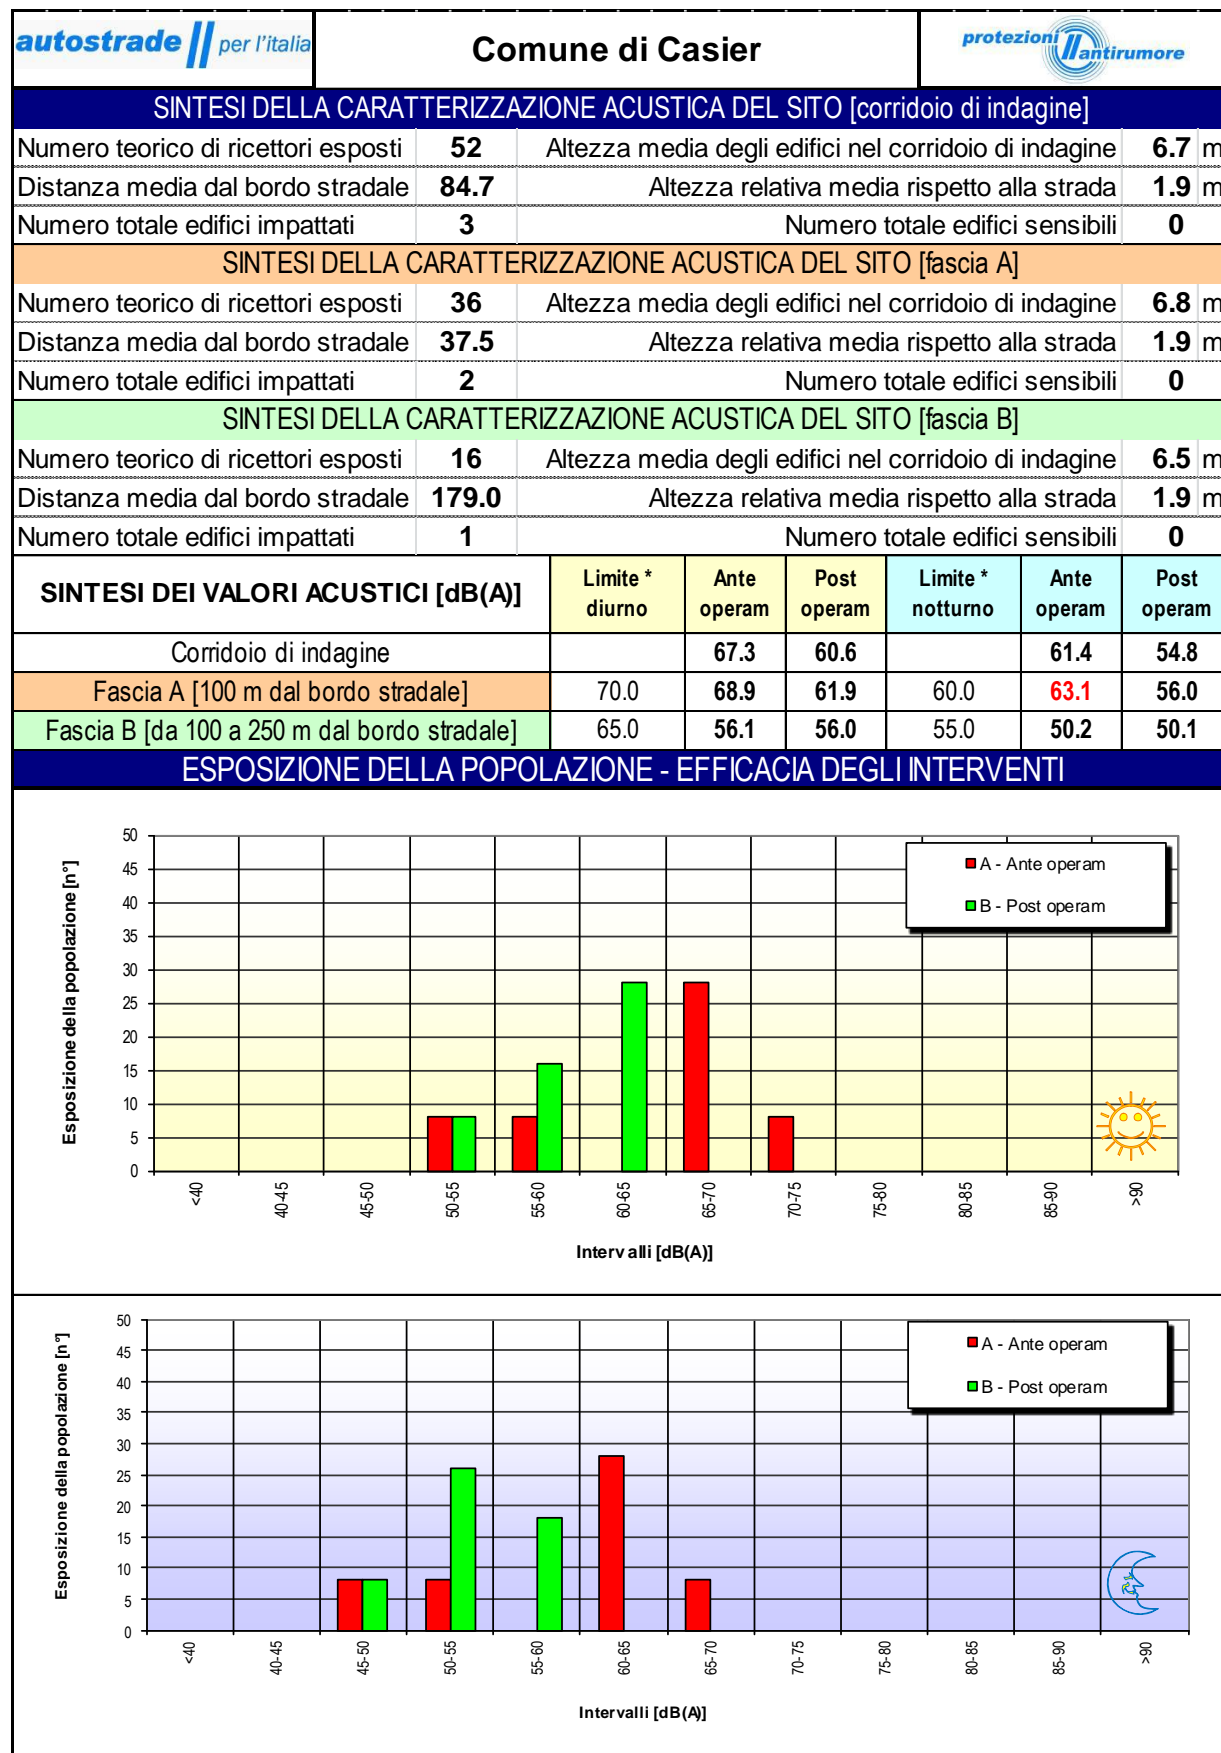 autostrade per l'italia
Comune di Casier
protezioni antirumore
SINTESI DELLA CARATTERIZZAZIONE ACUSTICA DEL SITO [corridoio di indagine]
Numero teorico di ricettori esposti 52 Altezza media degli edifici nel corridoio di indagine 6.7 m
Distanza media dal bordo stradale 84.7 Altezza relativa media rispetto alla strada 1.9 m
Numero totale edifici impattati 3 Numero totale edifici sensibili 0
SINTESI DELLA CARATTERIZZAZIONE ACUSTICA DEL SITO [fascia A]
Numero teorico di ricettori esposti 36 Altezza media degli edifici nel corridoio di indagine 6.8 m
Distanza media dal bordo stradale 37.5 Altezza relativa media rispetto alla strada 1.9 m
Numero totale edifici impattati 2 Numero totale edifici sensibili 0
SINTESI DELLA CARATTERIZZAZIONE ACUSTICA DEL SITO [fascia B]
Numero teorico di ricettori esposti 16 Altezza media degli edifici nel corridoio di indagine 6.5 m
Distanza media dal bordo stradale 179.0 Altezza relativa media rispetto alla strada 1.9 m
Numero totale edifici impattati 1 Numero totale edifici sensibili 0
SINTESI DEI VALORI ACUSTICI [dB(A)]
Limite * diurno
Ante operam
Post operam
Limite * notturno
Ante operam
Post operam
Corridoio di indagine 67.3 60.6 61.4 54.8
Fascia A [100 m dal bordo stradale] 70.0 68.9 61.9 60.0 63.1 56.0
Fascia B [da 100 a 250 m dal bordo stradale] 65.0 56.1 56.0 55.0 50.2 50.1
ESPOSIZIONE DELLA POPOLAZIONE - EFFICACIA DEGLI INTERVENTI
Esposizione della popolazione [n°]
50
45
40
35
30
25
20
15
10
5
0
A - Ante operam
B - Post operam
<40 40-45 45-50 50-55 55-60 60-65 65-70 70-75 75-80 80-85 85-90 >90
Intervalli [dB(A)]
Esposizione della popolazione [n°]
50
45
40
35
30
25
20
15
10
5
0
A - Ante operam
B - Post operam
<40 40-45 45-50 50-55 55-60 60-65 65-70 70-75 75-80 80-85 85-90 >90
Intervalli [dB(A)]